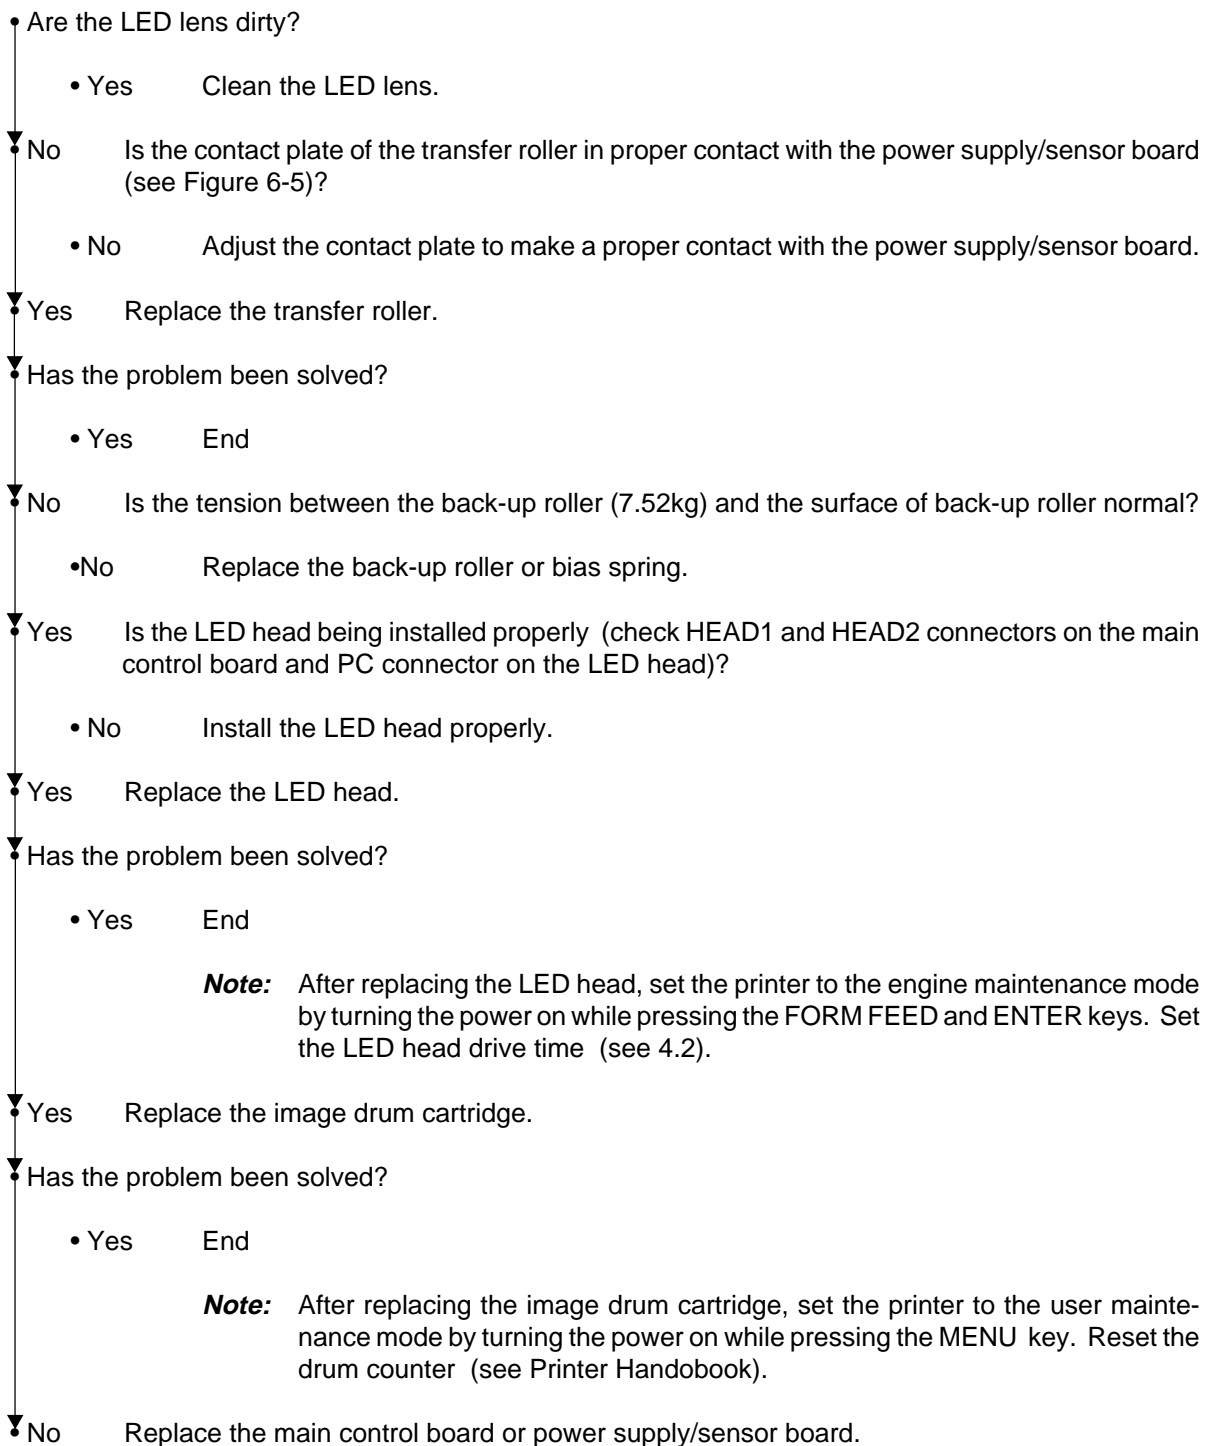 • Are the LED lens dirty?
• Yes Clean the LED lens.
• No Is the contact plate of the transfer roller in proper contact with the power supply/sensor board
(see Figure 6-5)?
• No Adjust the contact plate to make a proper contact with the power supply/sensor board.
• Yes Replace the transfer roller.
• Has the problem been solved?
• Yes End
• No Is the tension between the back-up roller (7.52kg) and the surface of back-up roller normal?
•No Replace the back-up roller or bias spring.
• Yes Is the LED head being installed properly (check HEAD1 and HEAD2 connectors on the main
control board and PC connector on the LED head)?
• No Install the LED head properly.
• Yes Replace the LED head.
• Has the problem been solved?
• Yes End
Note: After replacing the LED head, set the printer to the engine maintenance mode
by turning the power on while pressing the FORM FEED and ENTER keys. Set
the LED head drive time (see 4.2).
• Yes Replace the image drum cartridge.
• Has the problem been solved?
• Yes End
Note: After replacing the image drum cartridge, set the printer to the user mainte-
nance mode by turning the power on while pressing the MENU key. Reset the
drum counter (see Printer Handobook).
• No Replace the main control board or power supply/sensor board.